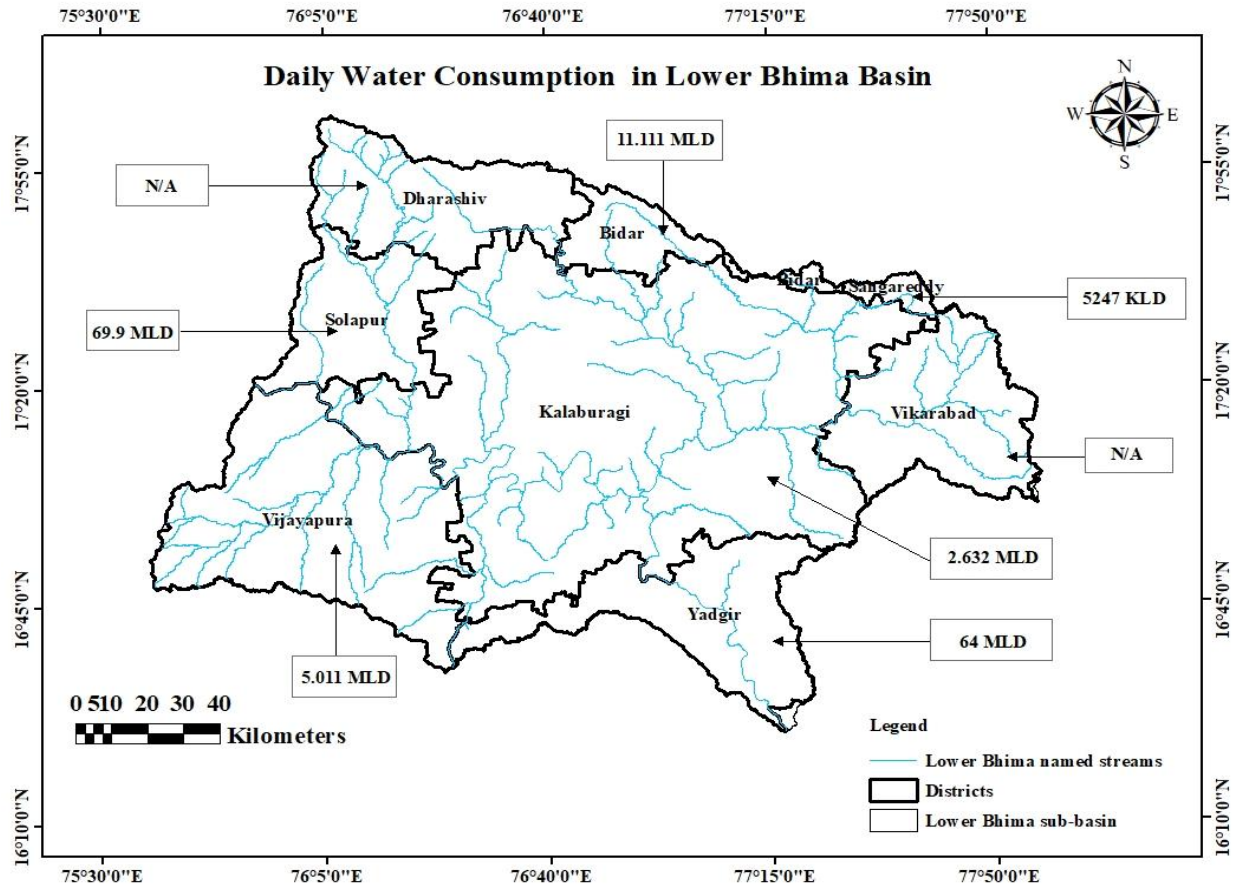 75°30'0"E 76°5'0"E 76°40'0"E 77°15'0"E 77°50'0"E
Daily Water Consumption in Lower Bhima Basin
N
W E
S
11.111 MLD
17°55'0"N 17°55'0"N
N/A
Dharashiv
Bidar
Bidar
Sangareddy
5247 KLD
Solapur
69.9 MLD
17°20'0"N 17°20'0"N
Kalaburagi
Vikarabad
N/A
Vijayapura
2.632 MLD
16°45'0"N 16°45'0"N
Yadgir
64 MLD
5.011 MLD
0 5 10 20 30 40
Kilometers
Legend
Lower Bhima named streams
Districts
Lower Bhima sub-basin
16°10'0"N 16°10'0"N
75°30'0"E 76°5'0"E 76°40'0"E 77°15'0"E 77°50'0"E